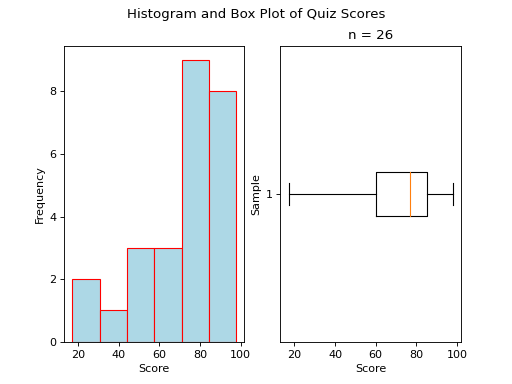 Histogram and Box Plot of Quiz Scores
Frequency
8
6
4
2
0
20 40 60 80 100
Score
n = 26
Sample
1
20 40 60 80 100
Score